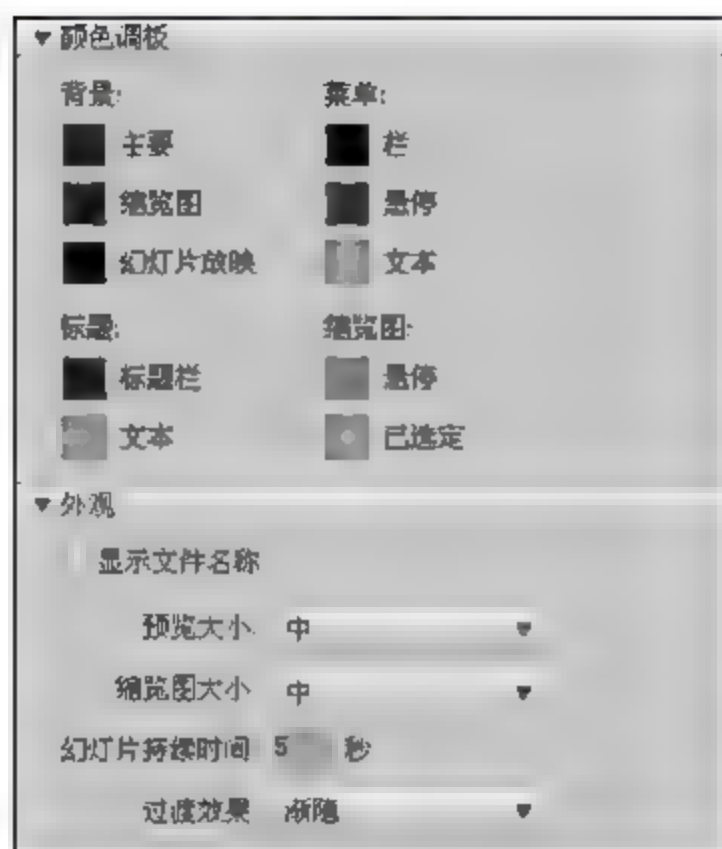 颜色调板
背景: 菜单:
主要 栏
缩览图 悬停
幻灯片放映 文本
标题: 缩览图:
标题栏 悬停
文本 已选定
外观
显示文件名称
预览大小: 中
缩览图大小: 中
幻灯片持续时间: 5 秒
过渡效果: 渐隐